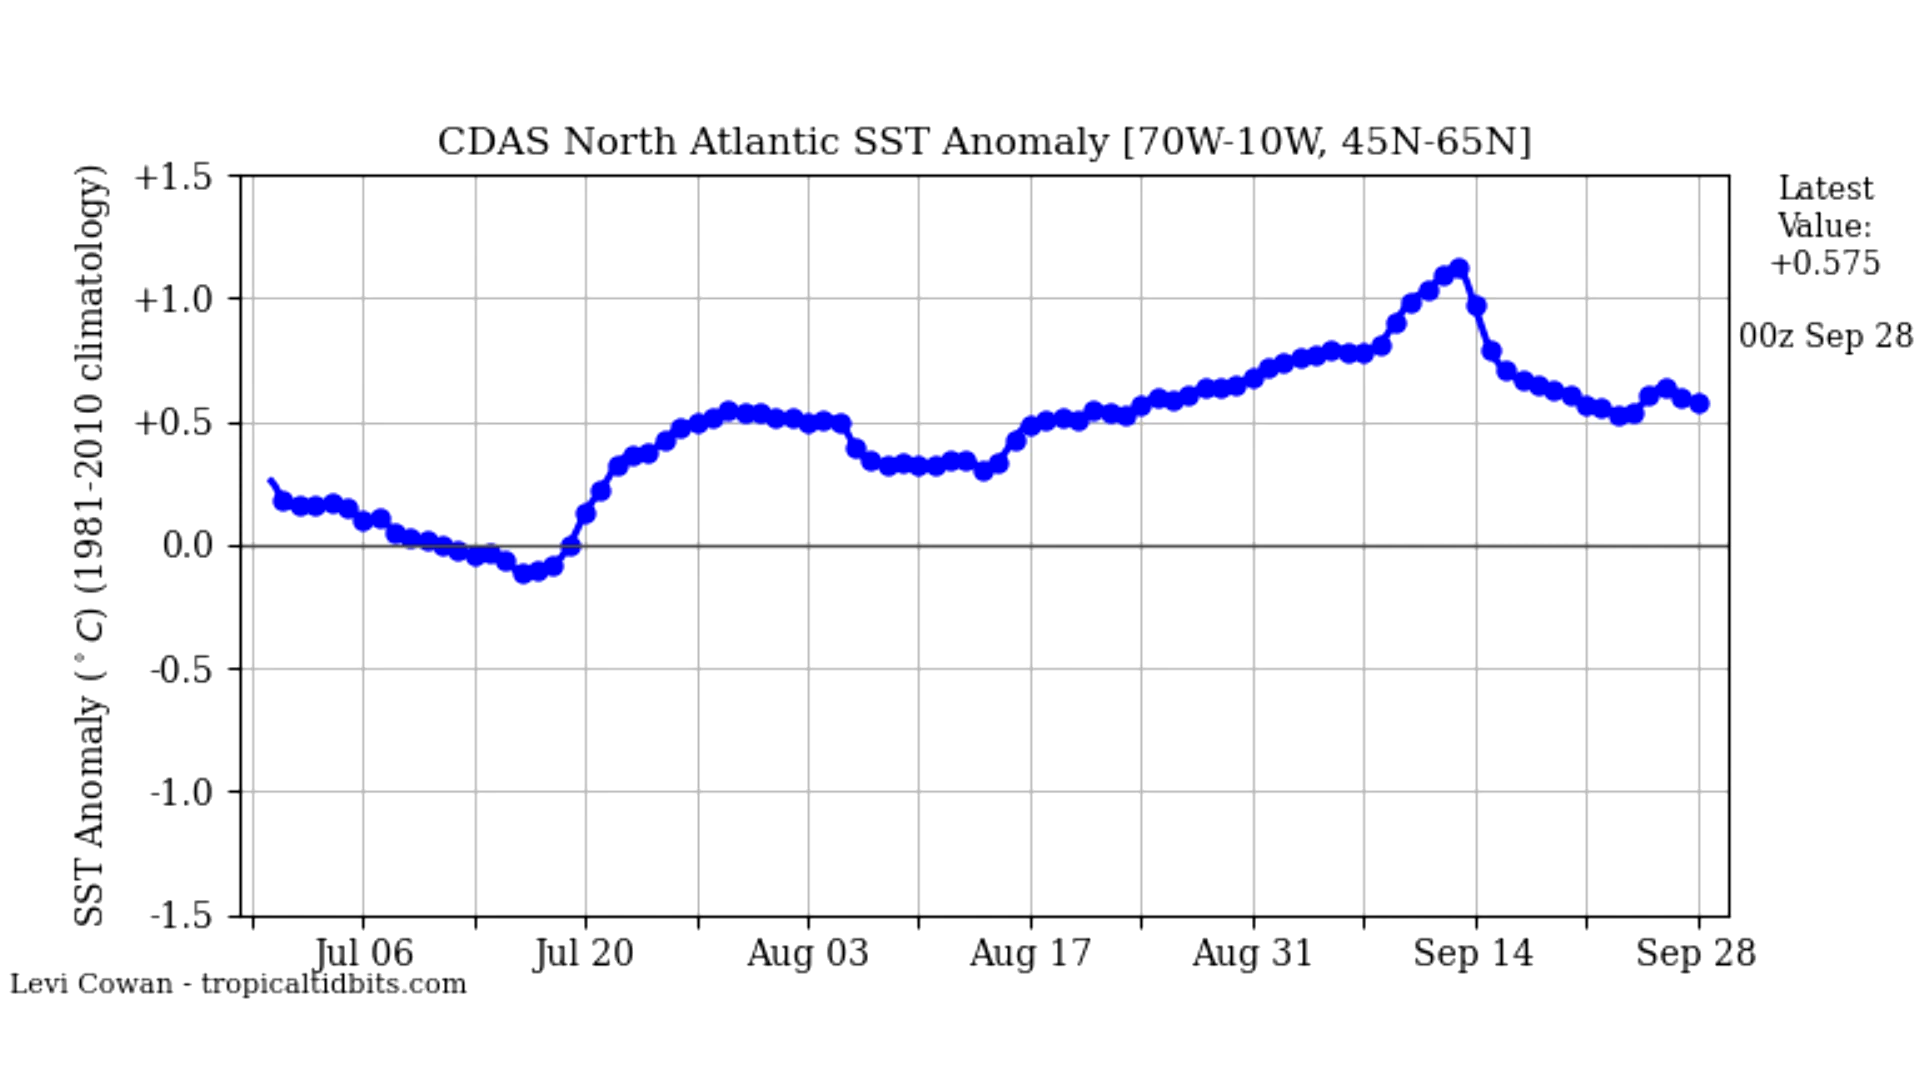 CDAS North Atlantic SST Anomaly [70W-10W, 45N-65N]
SST Anomaly (°C) (1981-2010 climatology)
+1.5
+1.0
+0.5
0.0
-0.5
-1.0
-1.5
Jul 06
Jul 20
Aug 03
Aug 17
Aug 31
Sep 14
Sep 28
Latest
Value:
+0.575
00z Sep 28
Levi Cowan - tropicaltidbits.com